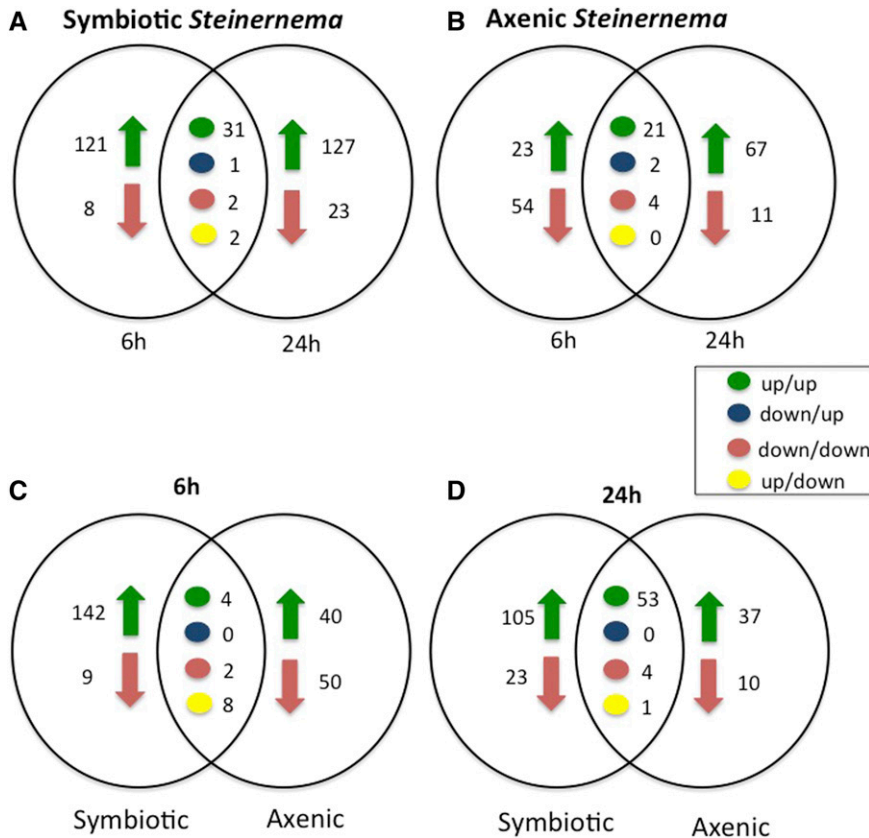 A Symbiotic Steinernema
121
8
31
1
2
2
127
23
6h 24h
B Axenic Steinernema
23
54
21
2
4
0
67
11
6h 24h
up/up
down/up
down/down
up/down
C 6h
142
9
4
0
2
8
40
50
Symbiotic Axenic
D 24h
105
23
53
0
4
1
37
10
Symbiotic Axenic